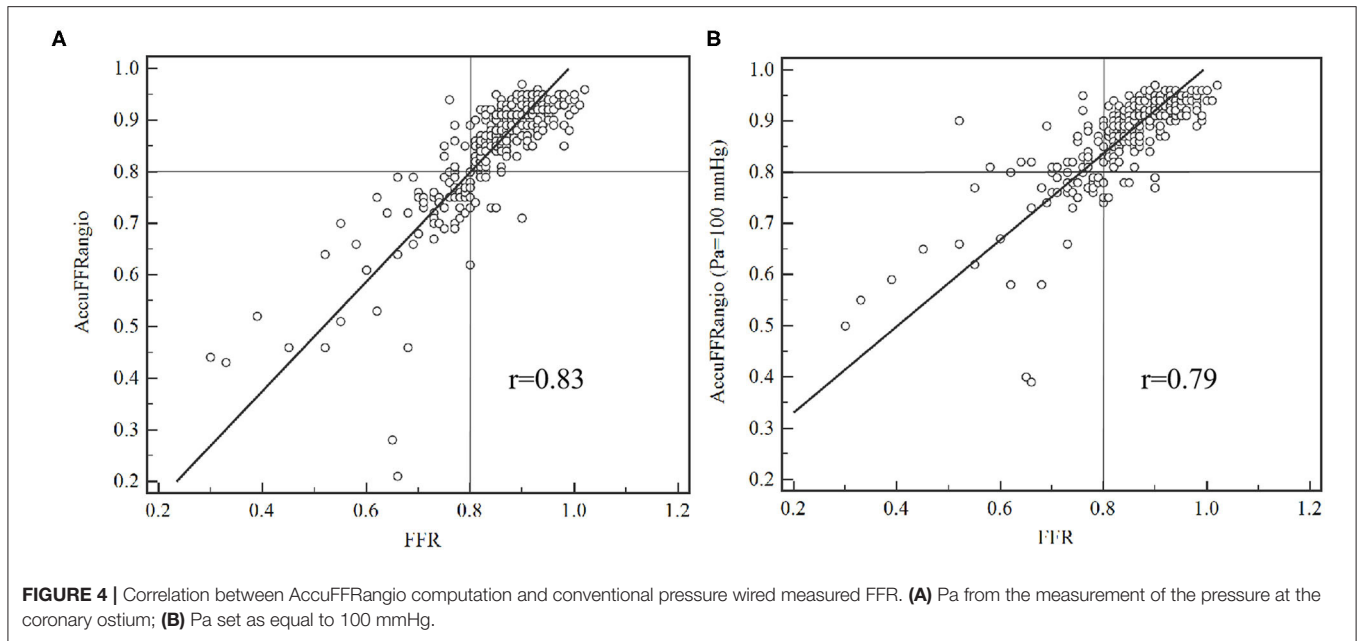 A
1.0
0.9
0.8
0.7
0.6
0.5
0.4
0.3
0.2
AccuFFRangio
r=0.83
0.2 0.4 0.6 0.8 1.0 1.2
FFR
B
1.0
0.9
0.8
0.7
0.6
0.5
0.4
0.3
0.2
AccuFFRangio (Pa=100 mmHg)
r=0.79
0.2 0.4 0.6 0.8 1.0 1.2
FFR
FIGURE 4 | Correlation between AccuFFRangio computation and conventional pressure wired measured FFR. (A) Pa from the measurement of the pressure at the
coronary ostium; (B) Pa set as equal to 100 mmHg.